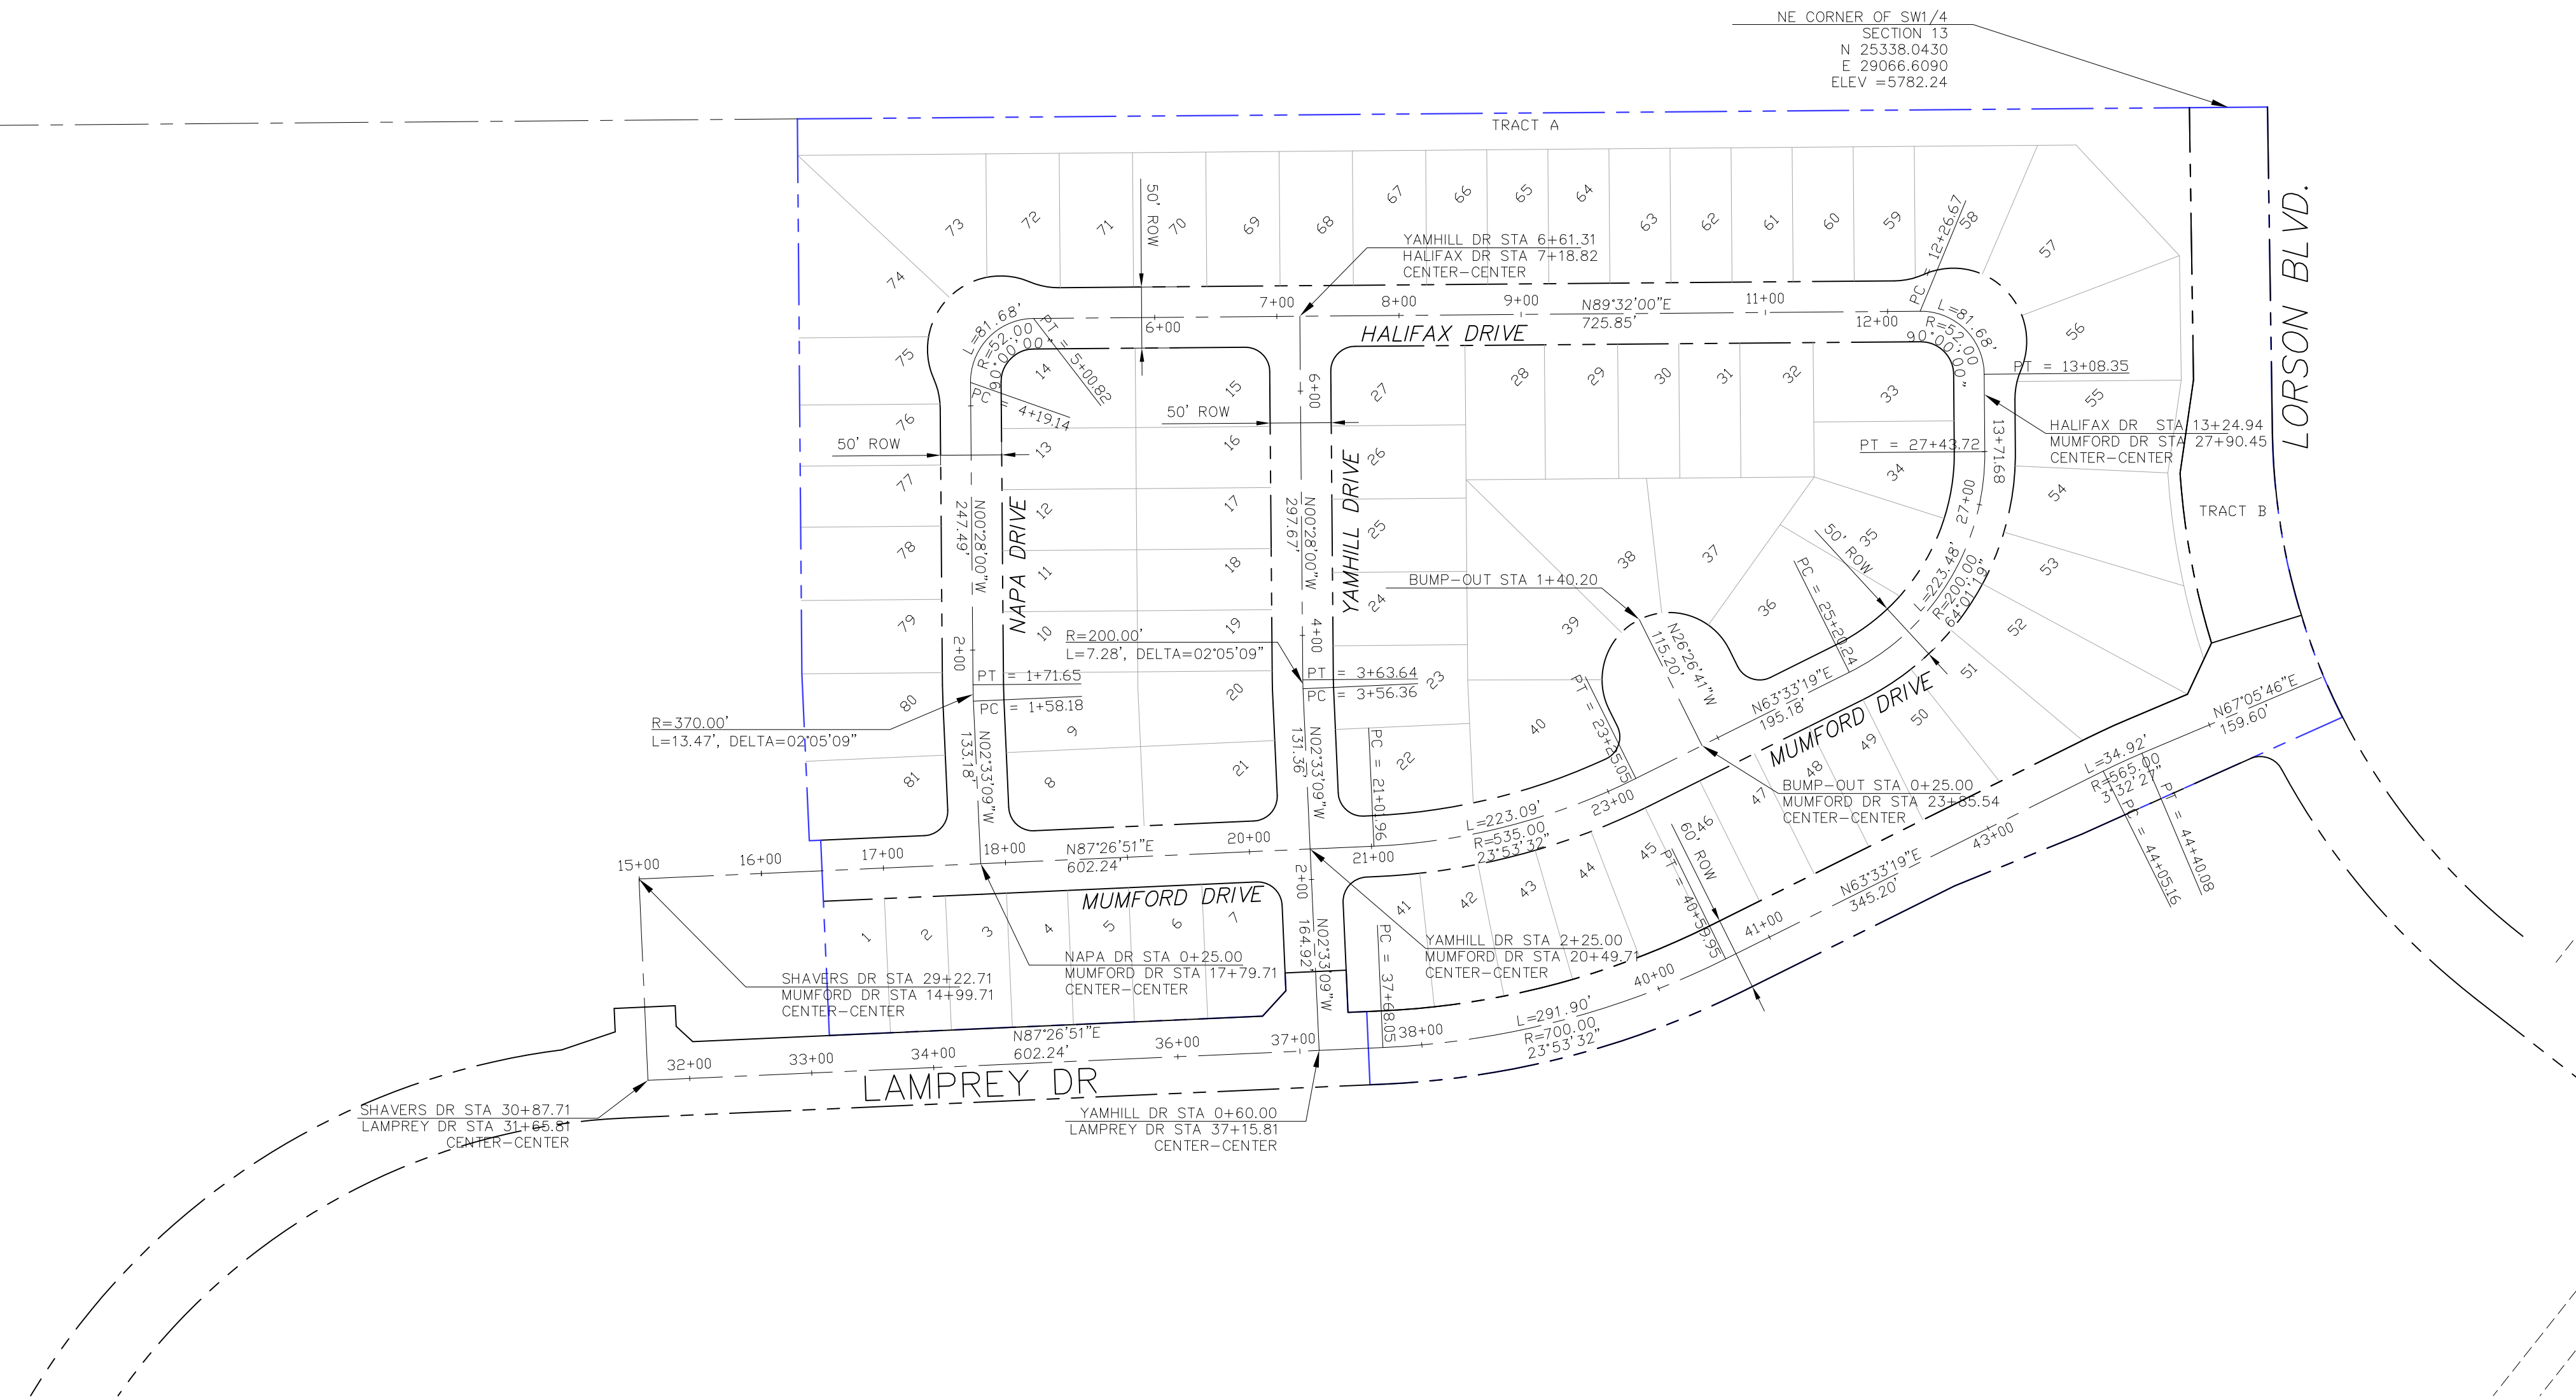 NE CORNER OF SW1/4
SECTION 13
N 25338.0430
E 29066.6090
ELEV =5782.24
TRACT A
LORSON BLVD.
73
72
71
50' ROW
70
69
68
67
66
65
64
63
62
61
60
59
58
57
PC = 12+26.67
YAMHILL DR STA 6+61.31
HALIFAX DR STA 7+18.82
CENTER-CENTER
74
6+00
7+00
8+00
9+00
N89°32'00"E
725.85'
11+00
12+00
HALIFAX DRIVE
L=81.68'
R=52.00
90°00'00"
PT = 5+00.82
PC = 4+19.14
L=81.68'
R=52.00
90°00'00"
PT = 13+08.35
56
75
14
15
6+00
27
28
29
30
31
32
33
55
76
50' ROW
HALIFAX DR STA 13+24.94
MUMFORD DR STA 27+90.45
CENTER-CENTER
50' ROW
13
16
26
PT = 27+43.72
13+71.68
34
54
77
12
17
25
27+00
TRACT B
N00°28'00"W
247.49'
NAPA DRIVE
N00°28'00"W
297.67'
YAMHILL DRIVE
78
11
18
24
38
37
50' ROW
35
53
BUMP-OUT STA 1+40.20
L=223.48'
R=200.00
64°01'19"
PC = 25+20.24
36
79
10
19
4+00
39
52
R=200.00'
L=7.28', DELTA=02°05'09"
N26°26'41"W
115.20'
2+00
PT = 1+71.65
PC = 1+58.18
PT = 3+63.64
PC = 3+56.36
23
51
80
20
R=370.00'
L=13.47', DELTA=02°05'09"
N63°33'19"E
195.18'
MUMFORD DRIVE
PT = 23+25.05
N67°05'46"E
159.60'
9
40
50
N02°33'09"W
133.18'
N02°33'09"W
131.36'
PC = 21+01.96
22
49
81
8
21
48
L=34.92'
R=565.00
3°32'27"
PC = 44+05.16
PT = 44+40.08
BUMP-OUT STA 0+25.00
MUMFORD DR STA 23+85.54
CENTER-CENTER
47
23+00
L=223.09'
R=535.00
23°53'32"
46
60' ROW
43+00
15+00
16+00
17+00
18+00
N87°26'51"E
602.24'
20+00
21+00
2+00
45
PT = 40+59.95
N63°33'19"E
345.20'
44
43
42
41
MUMFORD DRIVE
1
2
3
4
5
6
7
N02°33'09"W
164.92'
PC = 37+68.05
41+00
YAMHILL DR STA 2+25.00
MUMFORD DR STA 20+49.71
CENTER-CENTER
NAPA DR STA 0+25.00
MUMFORD DR STA 17+79.71
CENTER-CENTER
SHAVERS DR STA 29+22.71
MUMFORD DR STA 14+99.71
CENTER-CENTER
40+00
L=291.90'
R=700.00
23°53'32"
N87°26'51"E
602.24'
32+00
33+00
34+00
36+00
37+00
38+00
LAMPREY DR
SHAVERS DR STA 30+87.71
LAMPREY DR STA 31+65.81
CENTER-CENTER
YAMHILL DR STA 0+60.00
LAMPREY DR STA 37+15.81
CENTER-CENTER